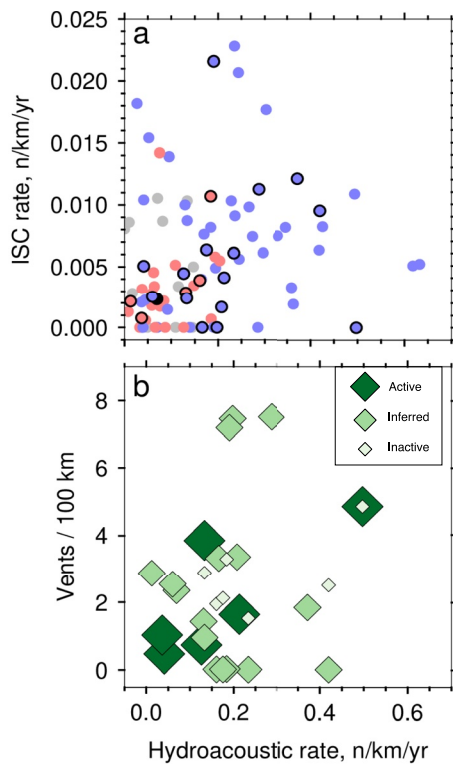 a
0.025
0.020
0.015
0.010
0.005
0.000
ISC rate, n/km/yr
b
Active
Inferred
Inactive
8
6
4
2
0
Vents / 100 km
0.0 0.2 0.4 0.6
Hydroacoustic rate, n/km/yr